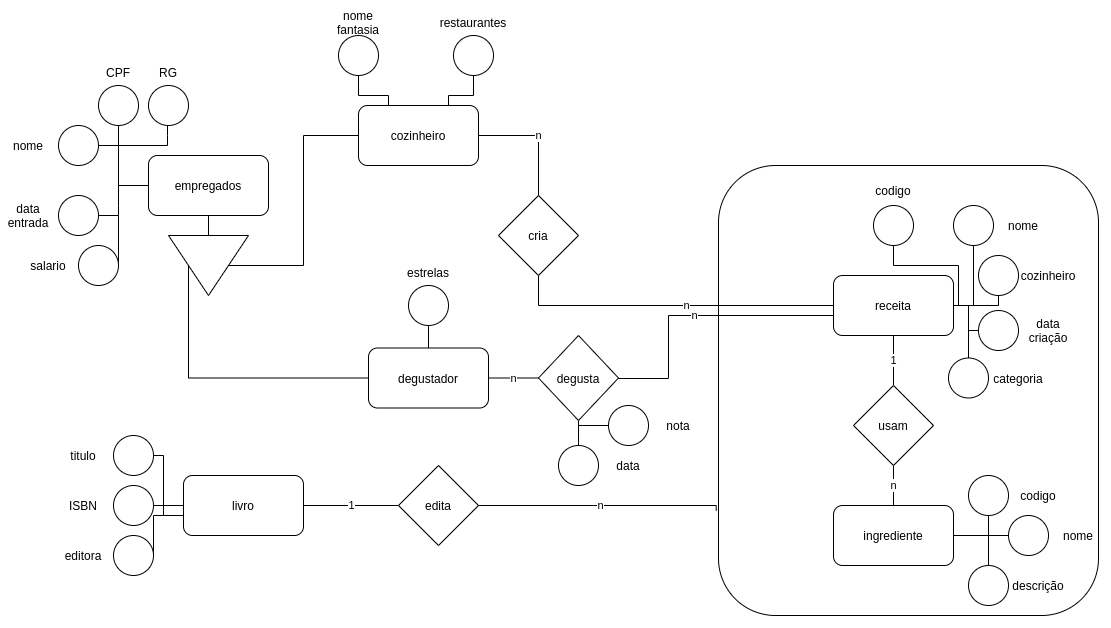 nome
fantasia
restaurantes
CPF
RG
nome
cozinheiro
n
empregados
data
entrada
salario
cria
codigo
nome
cozinheiro
estrelas
n
receita
n
data
criação
1
degustador
n
degusta
categoria
nota
usam
titulo
data
n
ISBN
livro
1
edita
n
codigo
ingrediente
nome
editora
descrição